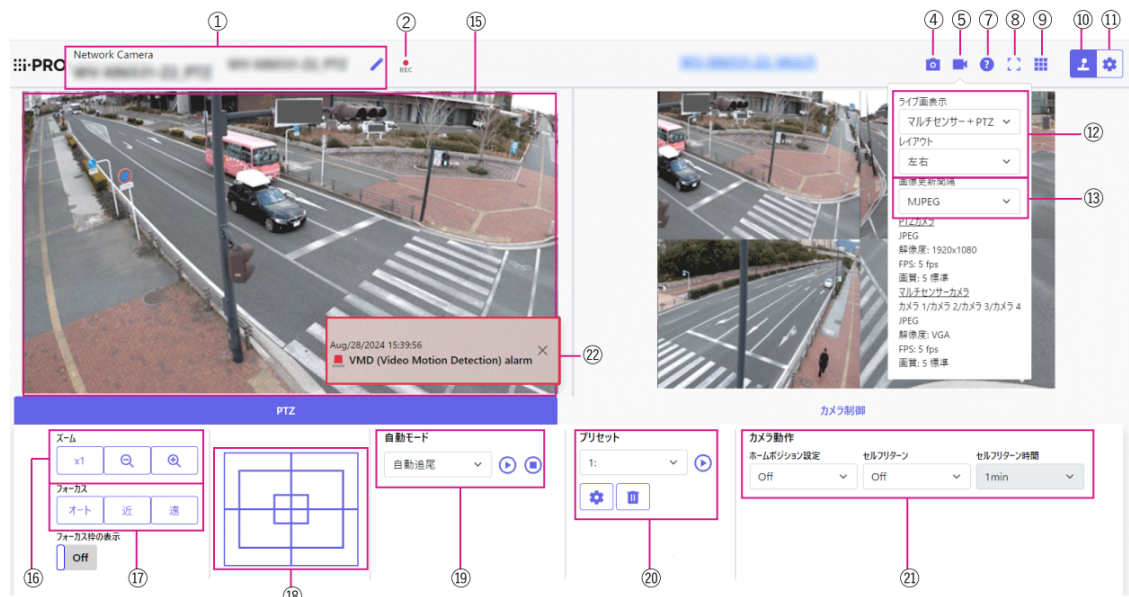 ① ② ⑮ ④ ⑤ ⑦ ⑧ ⑨ ⑩ ⑪
i-PRO Network Camera
REC
ライブ画表示
マルチセンサー+PTZ
⑫
レイアウト
左右
画像更新間隔
MJPEG
⑬
PTZカメラ
JPEG
解像度: 1920x1080
FPS: 5 fps
画質: 5 標準
マルチセンサーカメラ
カメラ 1/カメラ 2/カメラ 3/カメラ 4
JPEG
解像度: VGA
FPS: 5 fps
画質: 5 標準
Aug/28/2024 15:39:56
VMD (Video Motion Detection) alarm
㉒
PTZ カメラ制御
ズーム
x1
フォーカス
オート 近 遠
フォーカス枠の表示
Off
自動モード
自動追尾
プリセット
1:
カメラ動作
ホームポジション設定 セルフリターン セルフリターン時間
Off Off 1min
⑯ ⑰ ⑱ ⑲ ⑳ ㉑